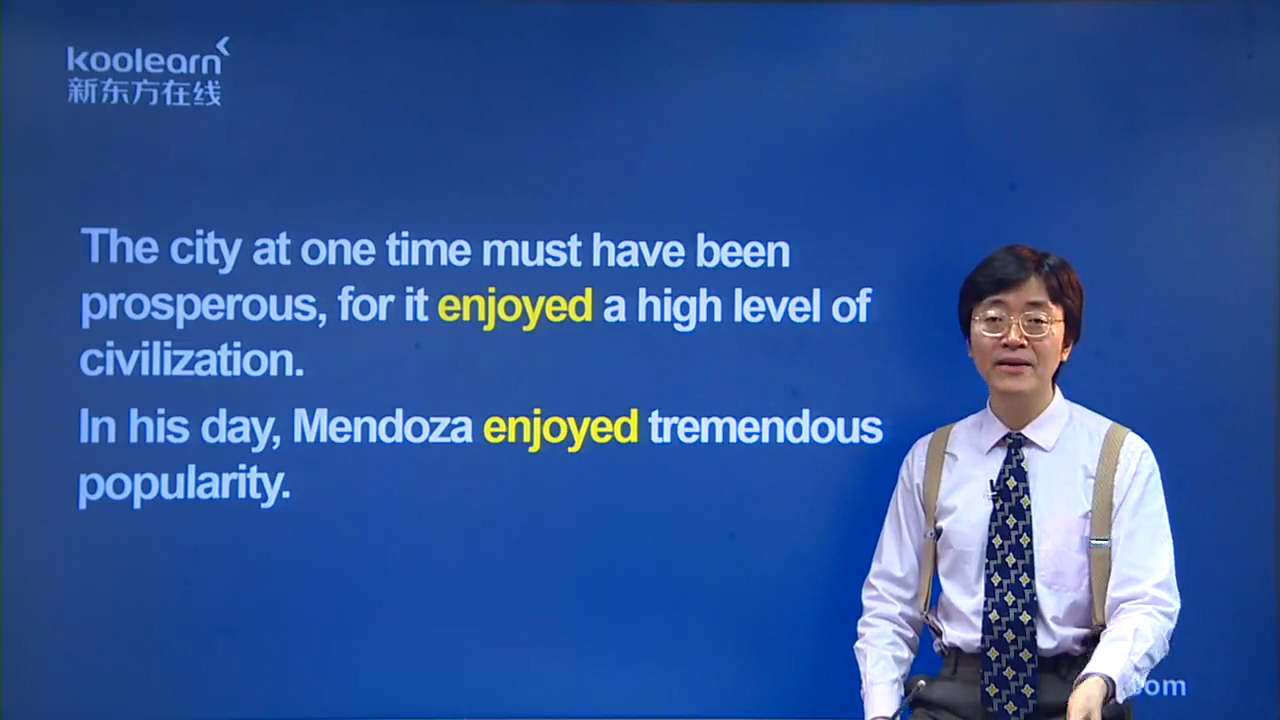 koolearn
新东方在线
The city at one time must have been
prosperous, for it enjoyed a high level of
civilization.
In his day, Mendoza enjoyed tremendous
popularity.
om